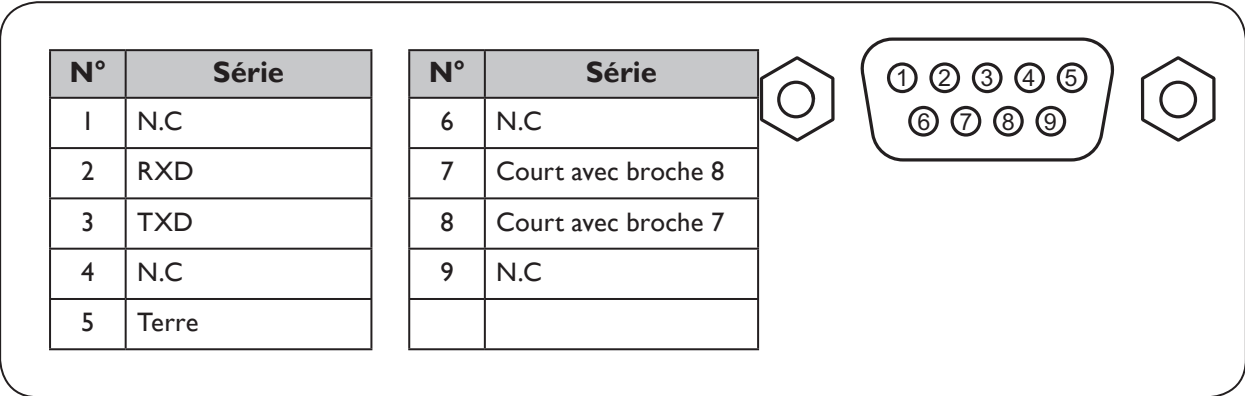 N° Série
1 N.C
2 RXD
3 TXD
4 N.C
5 Terre
N° Série
6 N.C
7 Court avec broche 8
8 Court avec broche 7
9 N.C
1 2 3 4 5
6 7 8 9